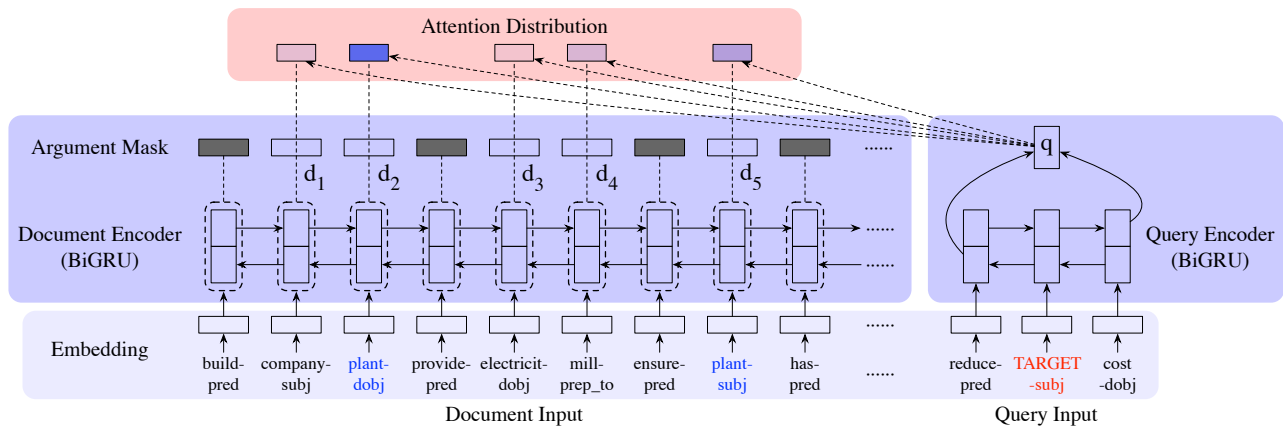 Attention Distribution
Argument Mask
......
q
d1 d2 d3 d4 d5
Document Encoder
(BiGRU)
......
......
Query Encoder
(BiGRU)
Embedding
......
build-
pred
company-
subj
plant-
dobj
provide-
pred
electricit-
dobj
mill-
prep_to
ensure-
pred
plant-
subj
has-
pred
......
reduce-
pred
TARGET
-subj
cost
-dobj
Document Input
Query Input